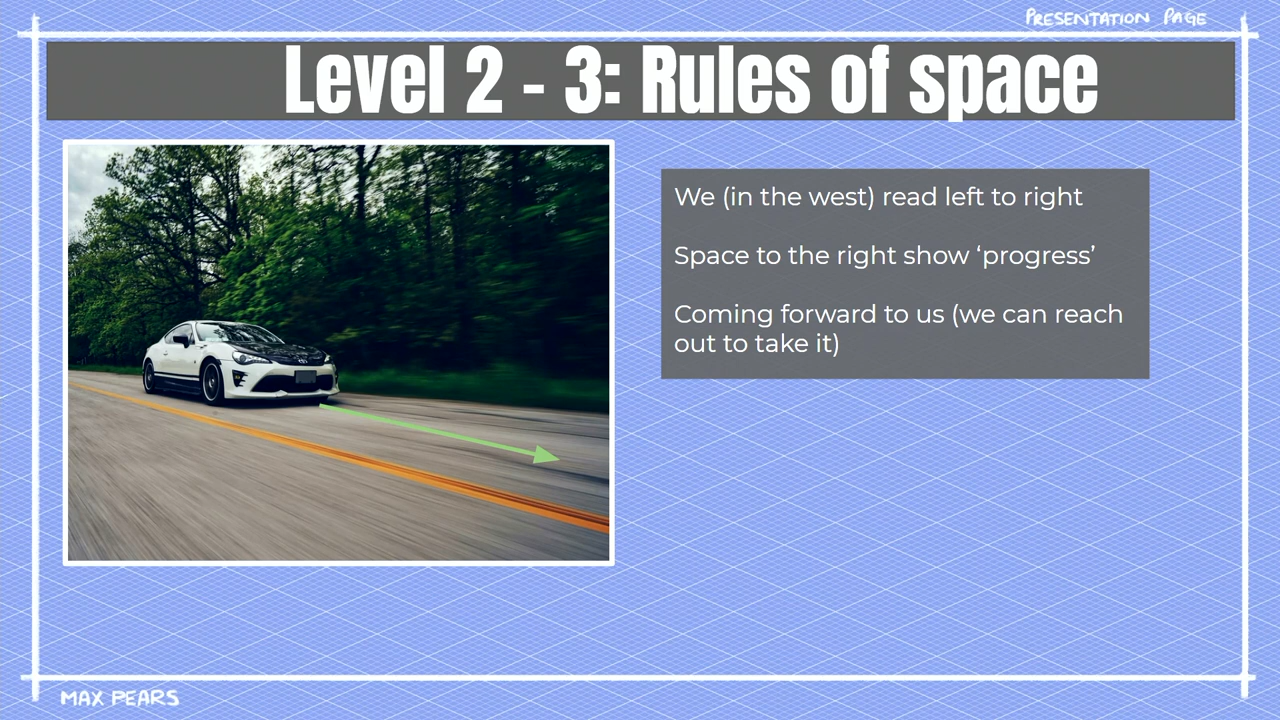 PRESENTATION PAGE
Level 2 - 3: Rules of space
We (in the west) read left to right
Space to the right show ‘progress’
Coming forward to us (we can reach
out to take it)
MAX PEARS